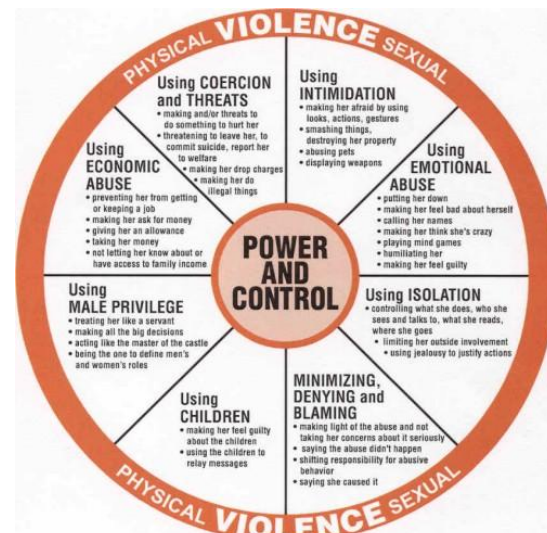 PHYSICAL VIOLENCE SEXUAL
Using COERCION
and THREATS
• making and/or threats to
do something to hurt her
• threatening to leave her, to
commit suicide, report her
to welfare
• making her drop charges
• making her do
illegal things
Using
INTIMIDATION
• making her afraid by using
looks, actions, gestures
• smashing things,
destroying her property
• abusing pets
• displaying weapons
Using
EMOTIONAL
ABUSE
• putting her down
• making her feel bad about herself
• calling her names
• making her think she's crazy
• playing mind games
• humiliating her
• making her feel guilty
Using ISOLATION
• controlling what she does, who she
sees and talks to, what she reads,
where she goes
• limiting her outside involvement
• using jealousy to justify actions
MINIMIZING,
DENYING and
BLAMING
• making light of the abuse and not
taking her concerns about it seriously
• saying the abuse didn't happen
• shifting responsibility for abusive
behavior
• saying she caused it
Using
CHILDREN
• making her feel guilty
about the children
• using the children to
relay messages
Using
MALE PRIVILEGE
• treating her like a servant
• making all the big decisions
• acting like the master of the castle
• being the one to define men's
and women's roles
Using
ECONOMIC
ABUSE
• preventing her from getting
or keeping a job
• making her ask for money
• giving her an allowance
• taking her money
• not letting her know about or
have access to family income
POWER
AND
CONTROL
PHYSICAL VIOLENCE SEXUAL